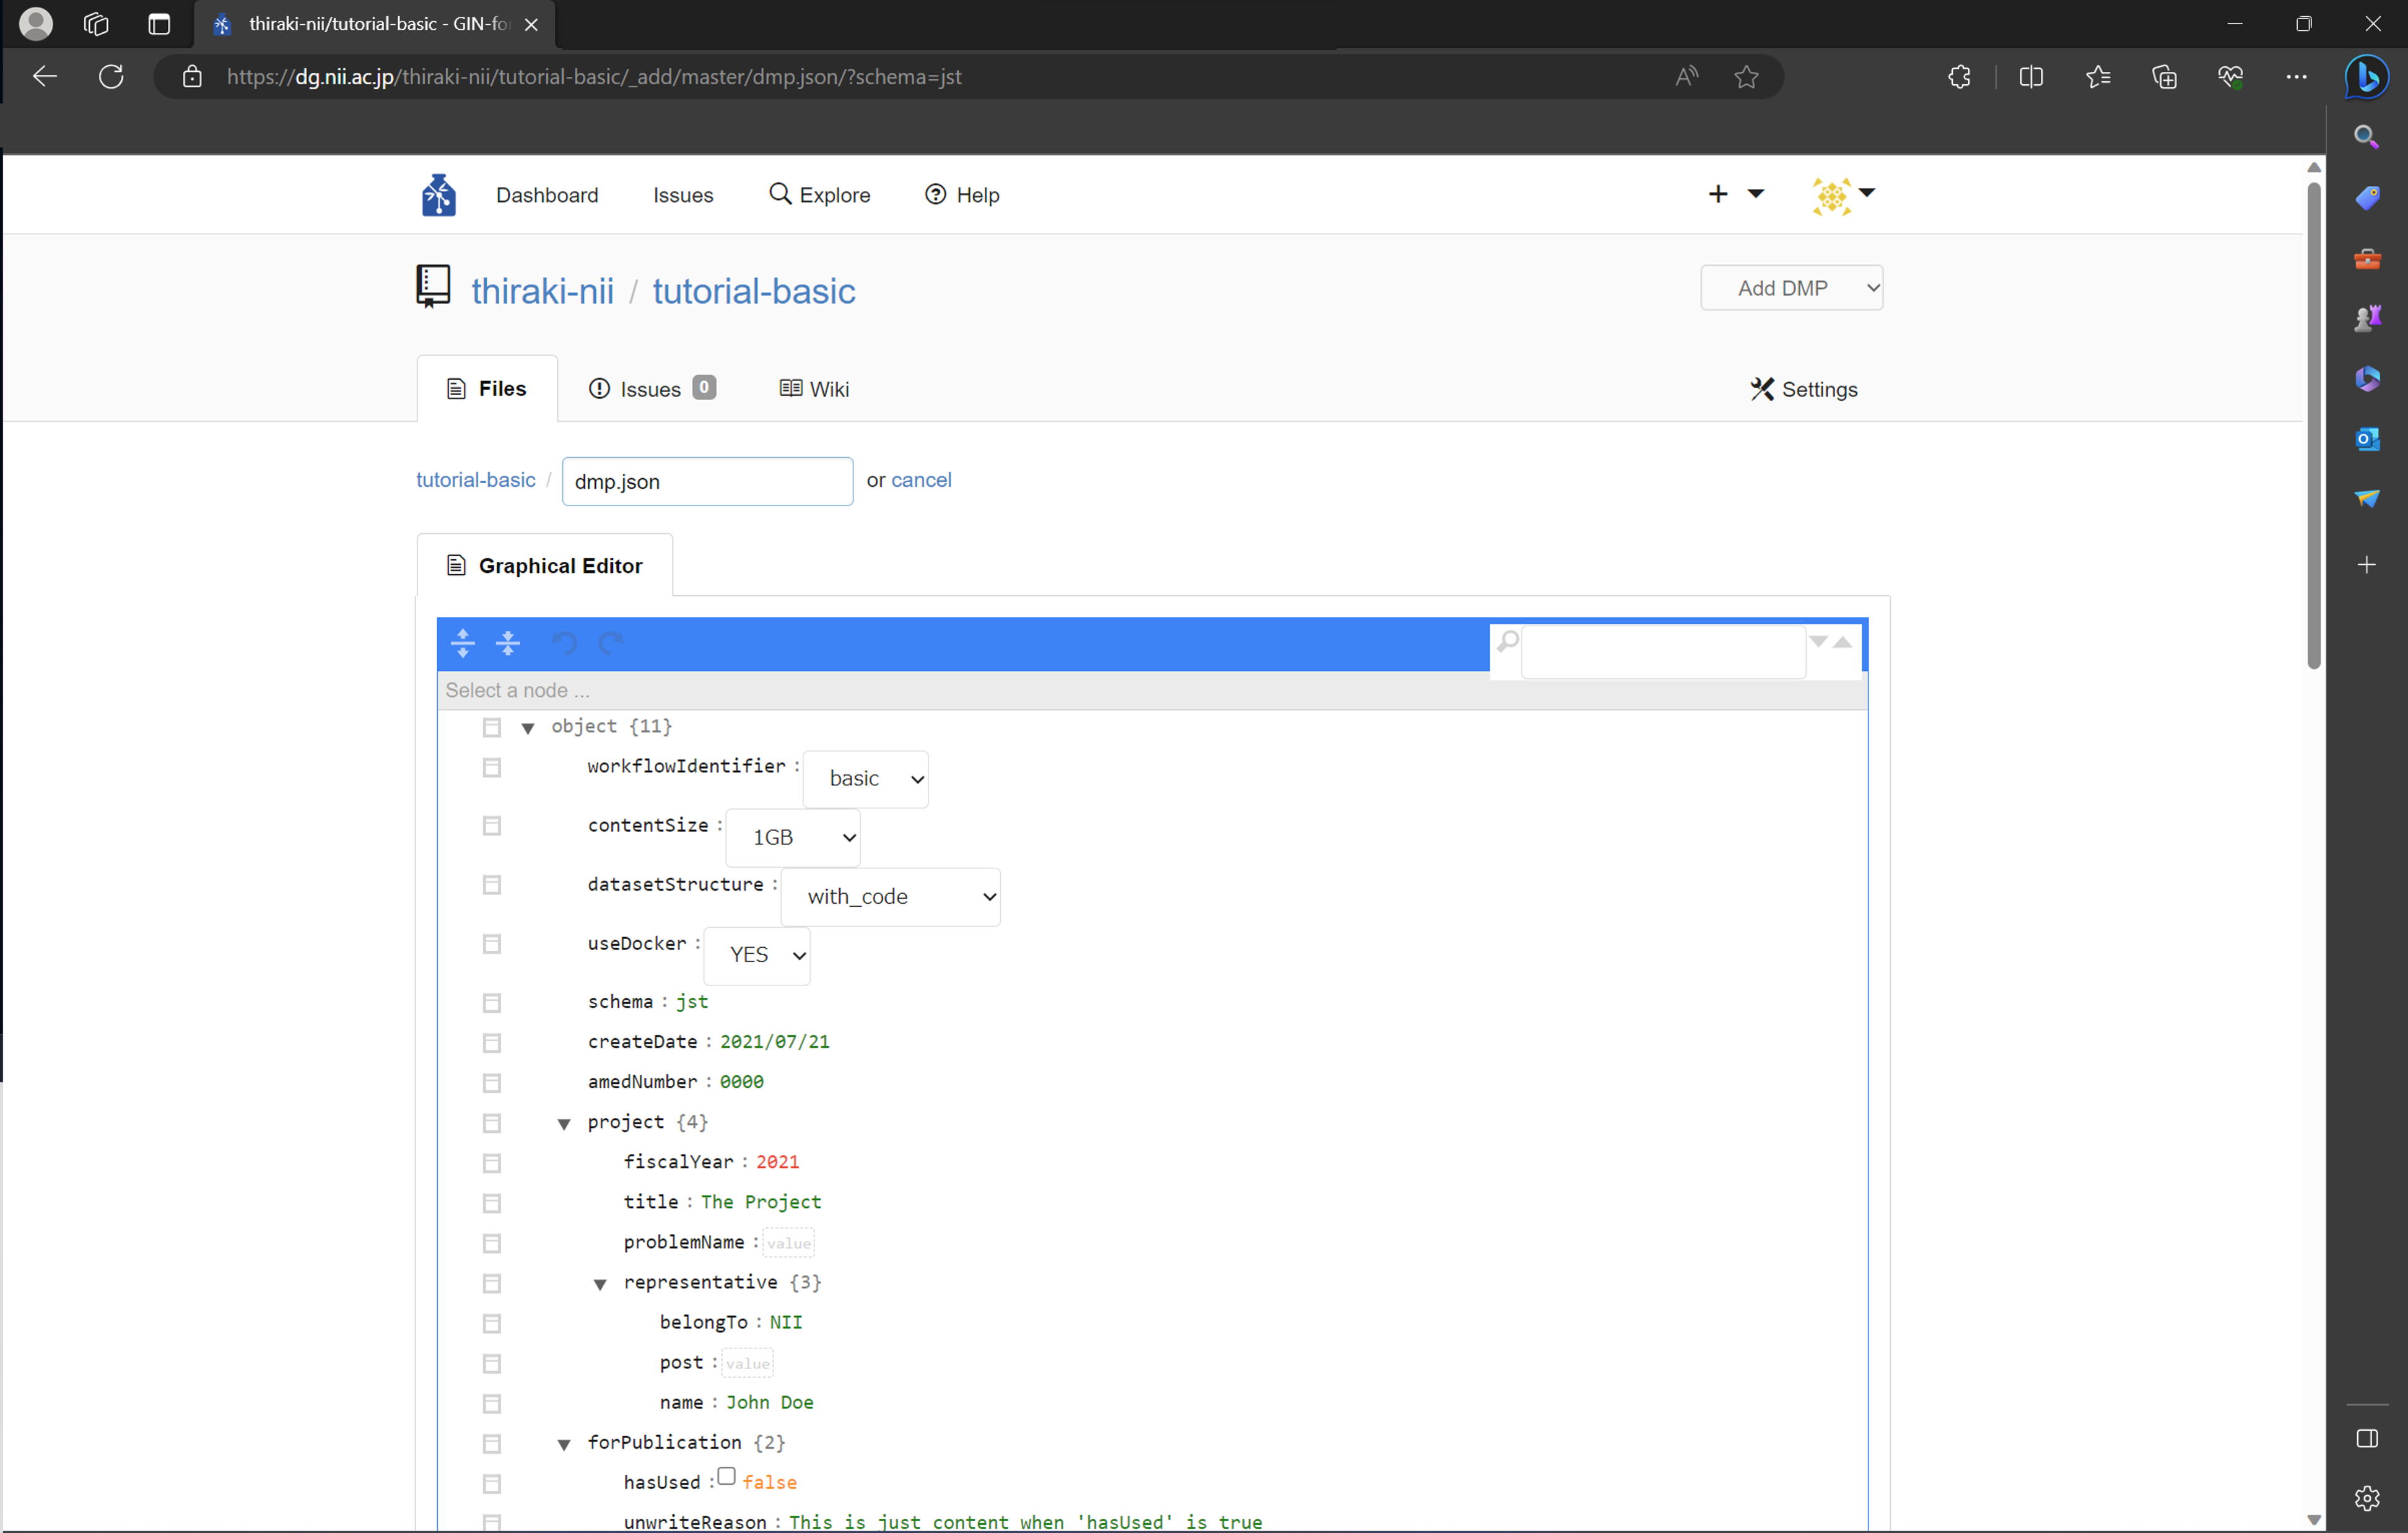 thiraki-nii/tutorial-basic - GIN-fo
https://dg.nii.ac.jp/thiraki-nii/tutorial-basic/_add/master/dmp.json/?schema=jst
Dashboard Issues Explore Help
thiraki-nii / tutorial-basic Add DMP
Files Issues 0 Wiki Settings
tutorial-basic / dmp.json or cancel
Graphical Editor
Select a node ...
object {11}
workflowIdentifier : basic
contentSize : 1GB
datasetStructure : with_code
useDocker : YES
schema : jst
createDate : 2021/07/21
amedNumber : 0000
project {4}
fiscalYear : 2021
title : The Project
problemName : value
representative {3}
belongTo : NII
post : value
name : John Doe
forPublication {2}
hasUsed : false
unwriteReason : This is just content when 'hasUsed' is true